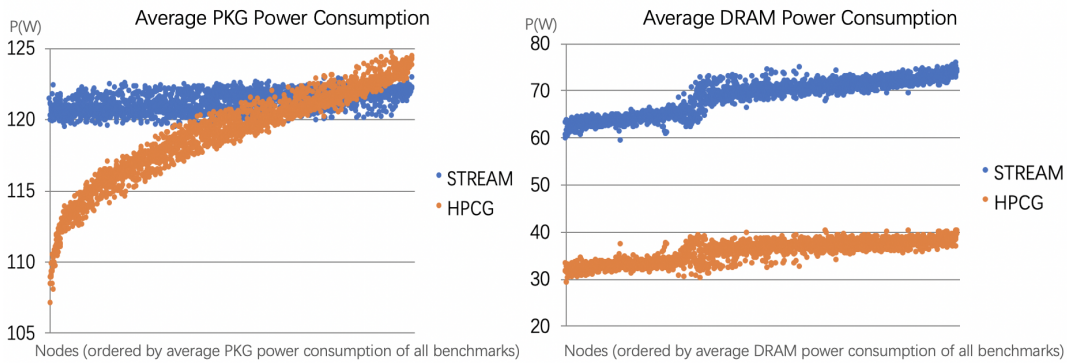 Average PKG Power Consumption
P(W)
125
120
115
110
105
STREAM
HPCG
Nodes (ordered by average PKG power consumption of all benchmarks)
Average DRAM Power Consumption
P(W)
80
70
60
50
40
30
20
STREAM
HPCG
Nodes (ordered by average DRAM power consumption of all benchmarks)